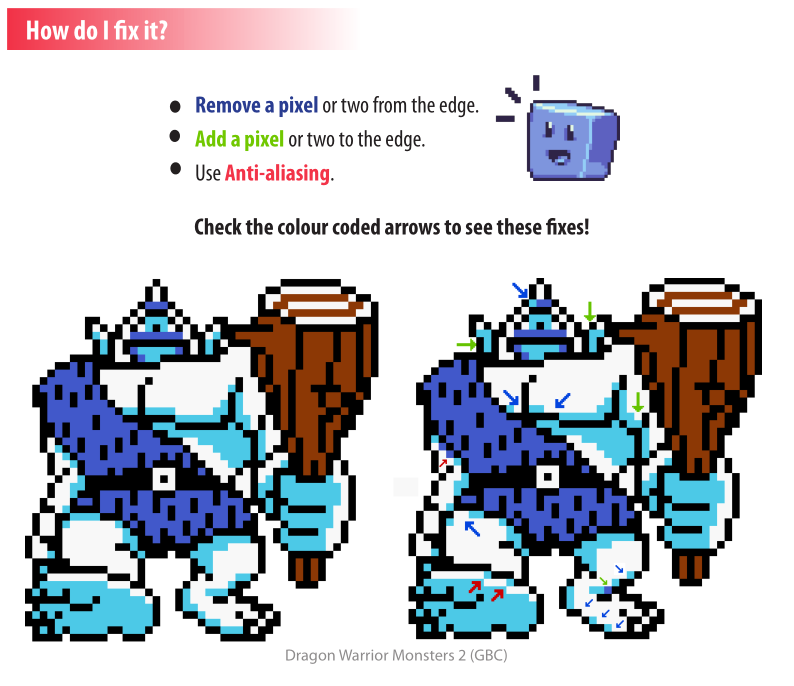 How do I fix it?
● Remove a pixel or two from the edge.
● Add a pixel or two to the edge.
● Use Anti-aliasing.
Check the colour coded arrows to see these fixes!
Dragon Warrior Monsters 2 (GBC)